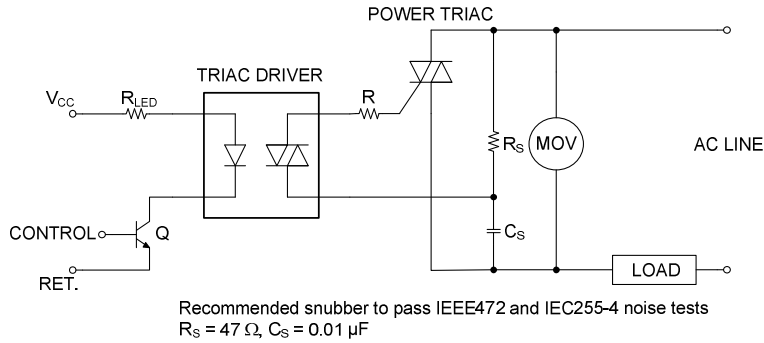 POWER TRIAC
TRIAC DRIVER
VCC
RLED
R
RS
MOV
AC LINE
CONTROL
Q
CS
RET.
LOAD
Recommended snubber to pass IEEE472 and IEC255-4 noise tests
RS = 47 Ω, CS = 0.01 µF